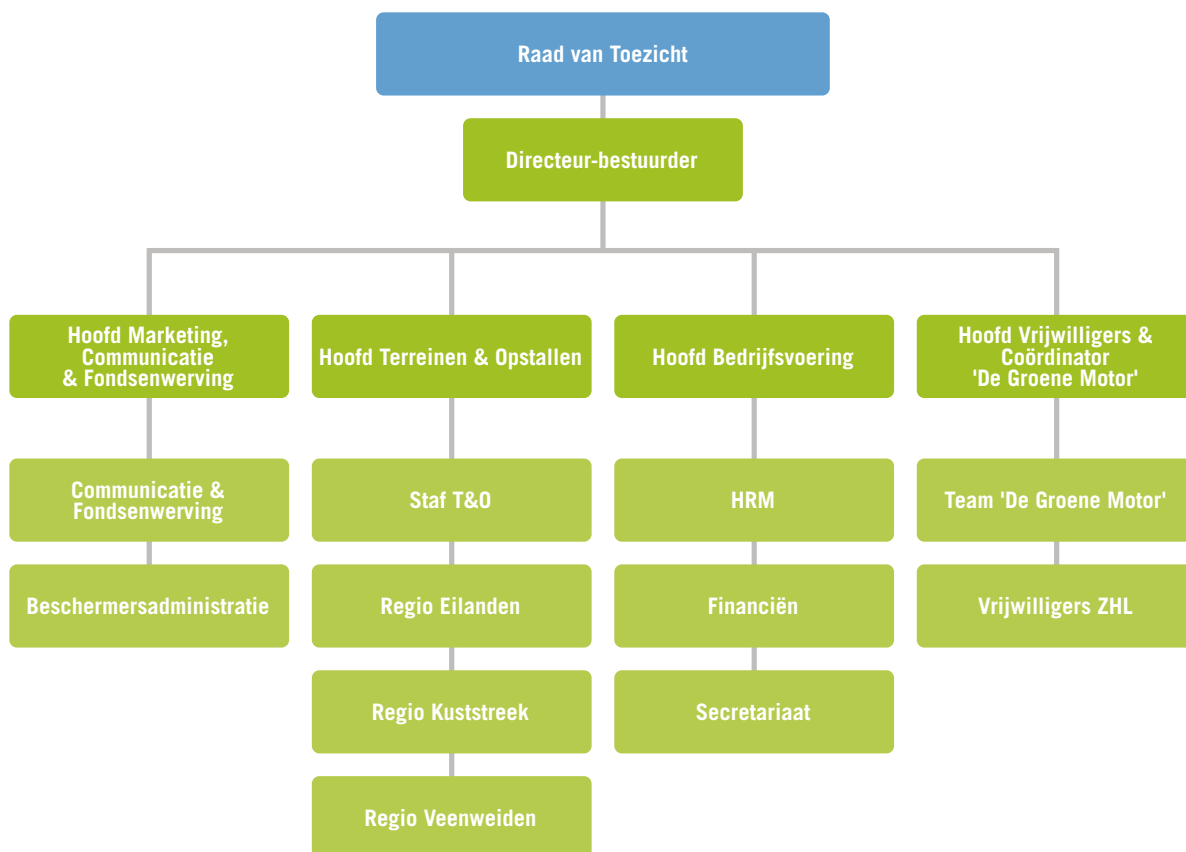 Raad van Toezicht
Directeur-bestuurder
Hoofd Marketing,
Communicatie
& Fondsenwerving
Hoofd Terreinen & Opstallen
Hoofd Bedrijfsvoering
Hoofd Vrijwilligers &
Coördinator
'De Groene Motor'
Communicatie &
Fondsenwerving
Staf T&O
HRM
Team 'De Groene Motor'
Beschermersadministratie
Regio Eilanden
Financiën
Vrijwilligers ZHL
Regio Kuststreek
Secretariaat
Regio Veenweiden